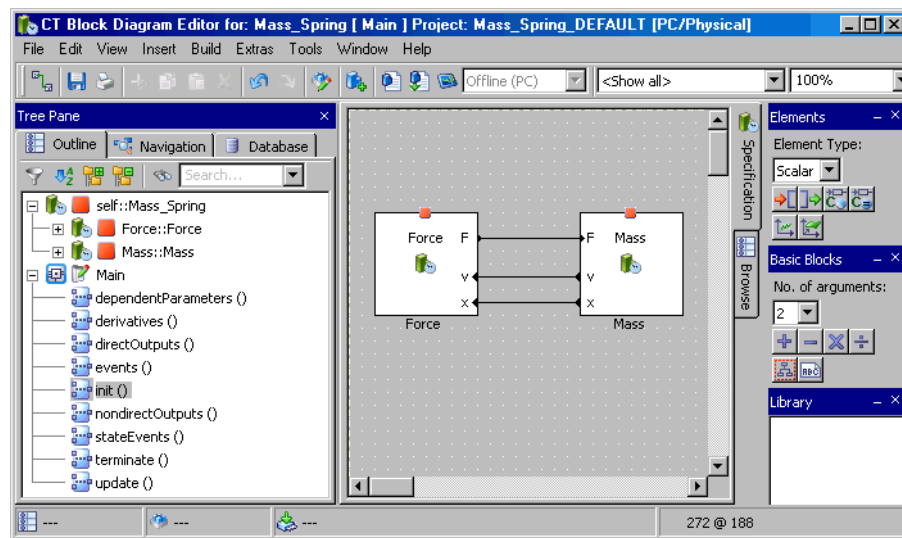 CT Block Diagram Editor for: Mass_Spring [ Main ] Project: Mass_Spring_DEFAULT [PC/Physical]
File Edit View Insert Build Extras Tools Window Help
Offline (PC) <Show all> 100%
Tree Pane
Outline Navigation Database
Search...
self::Mass_Spring
Force::Force
Mass::Mass
Main
dependentParameters ()
derivatives ()
directOutputs ()
events ()
init ()
nondirectOutputs ()
stateEvents ()
terminate ()
update ()
Force F
V
X
Force
F Mass
V
X
Mass
Specification
Browse
Elements
Element Type:
Scalar
Basic Blocks
No. of arguments:
2
ABC
Library
--- --- --- 272 @ 188